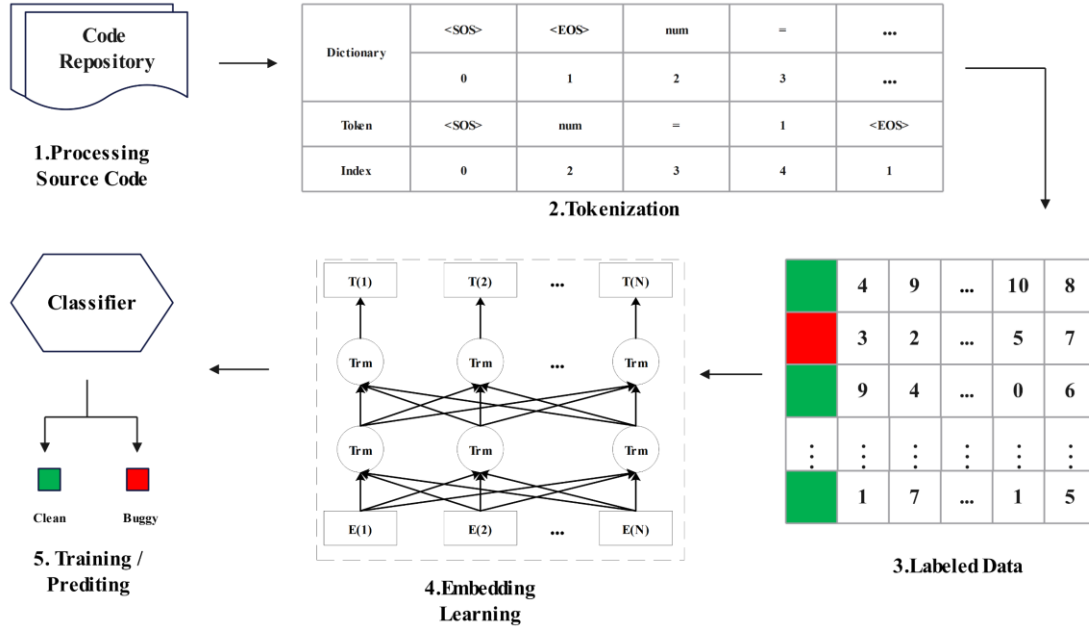 Code
Repository
1.Processing
Source Code
Dictionary <SOS> <EOS> num = ...
0 1 2 3 ...
Token <SOS> num = 1 <EOS>
Index 0 2 3 4 1
2.Tokenization
4 9 ... 10 8
3 2 ... 5 7
9 4 ... 0 6
⋮ ⋮ ⋮ ⋮ ⋮ ⋮
1 7 ... 1 5
3.Labeled Data
T(1) T(2) ... T(N)
Trm Trm ... Trm
Trm Trm Trm
E(1) E(2) ... E(N)
4.Embedding
Learning
Classifier
Clean Buggy
5. Training /
Prediting